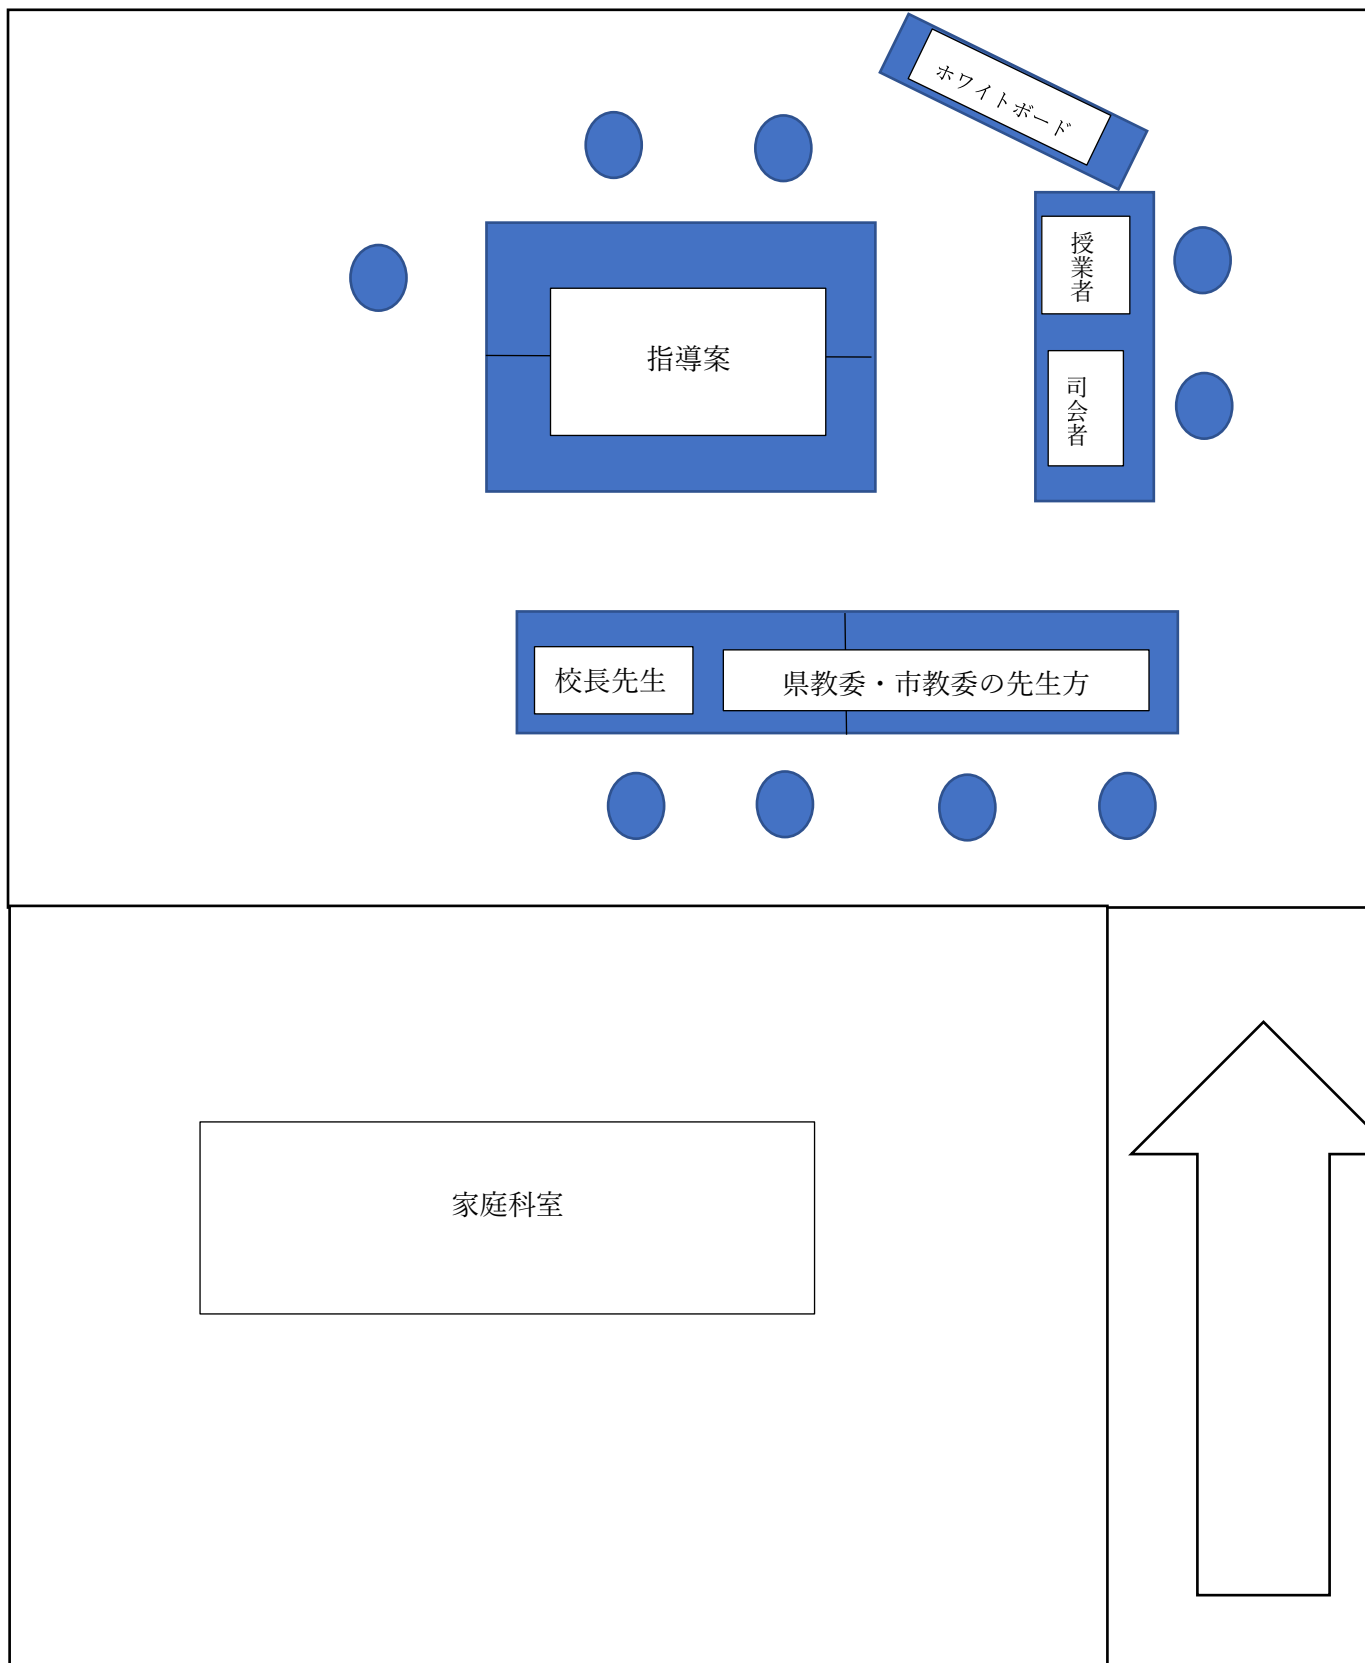 ホワイトボード
授業者
指導案
司会者
校長先生
県教委・市教委の先生方
家庭科室